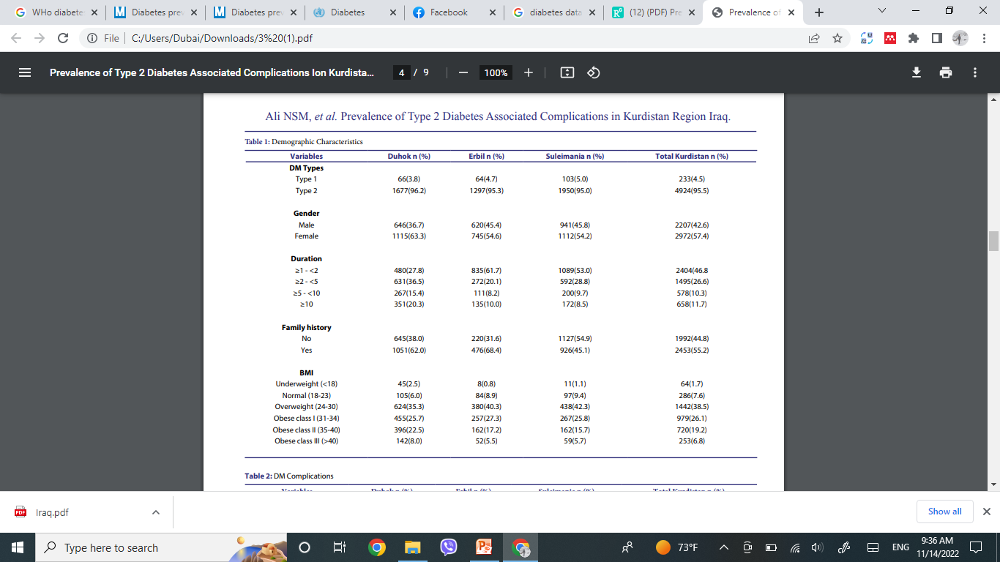 WHo diabete
Diabetes prev
Diabetes prev
Diabetes
Facebook
diabetes data
(12) (PDF) Pre
Prevalence of
File C:/Users/Dubai/Downloads/3%20(1).pdf
Prevalence of Type 2 Diabetes Associated Complications Ion Kurdista... 4 / 9 100%
Ali NSM, et al. Prevalence of Type 2 Diabetes Associated Complications in Kurdistan Region Iraq.
Table 1: Demographic Characteristics
Variables Duhok n (%) Erbil n (%) Suleimania n (%) Total Kurdistan n (%)
DM Types
Type 1 66(3.8) 64(4.7) 103(5.0) 233(4.5)
Type 2 1677(96.2) 1297(95.3) 1950(95.0) 4924(95.5)
Gender
Male 646(36.7) 620(45.4) 941(45.8) 2207(42.6)
Female 1115(63.3) 745(54.6) 1112(54.2) 2972(57.4)
Duration
≥1 - <2 480(27.8) 835(61.7) 1089(53.0) 2404(46.8
≥2 - <5 631(36.5) 272(20.1) 592(28.8) 1495(26.6)
≥5 - <10 267(15.4) 111(8.2) 200(9.7) 578(10.3)
≥10 351(20.3) 135(10.0) 172(8.5) 658(11.7)
Family history
No 645(38.0) 220(31.6) 1127(54.9) 1992(44.8)
Yes 1051(62.0) 476(68.4) 926(45.1) 2453(55.2)
BMI
Underweight (<18) 45(2.5) 8(0.8) 11(1.1) 64(1.7)
Normal (18-23) 105(6.0) 84(8.9) 97(9.4) 286(7.6)
Overweight (24-30) 624(35.3) 380(40.3) 438(42.3) 1442(38.5)
Obese class I (31-34) 455(25.7) 257(27.3) 267(25.8) 979(26.1)
Obese class II (35-40) 396(22.5) 162(17.2) 162(15.7) 720(19.2)
Obese class III (>40) 142(8.0) 52(5.5) 59(5.7) 253(6.8)
Table 2: DM Complications
Variables Duhok n (%) Erbil n (%) Suleimania n (%) Total Kurdistan n (%)
Iraq.pdf
Show all
Type here to search
73°F
ENG
9:36 AM
11/14/2022